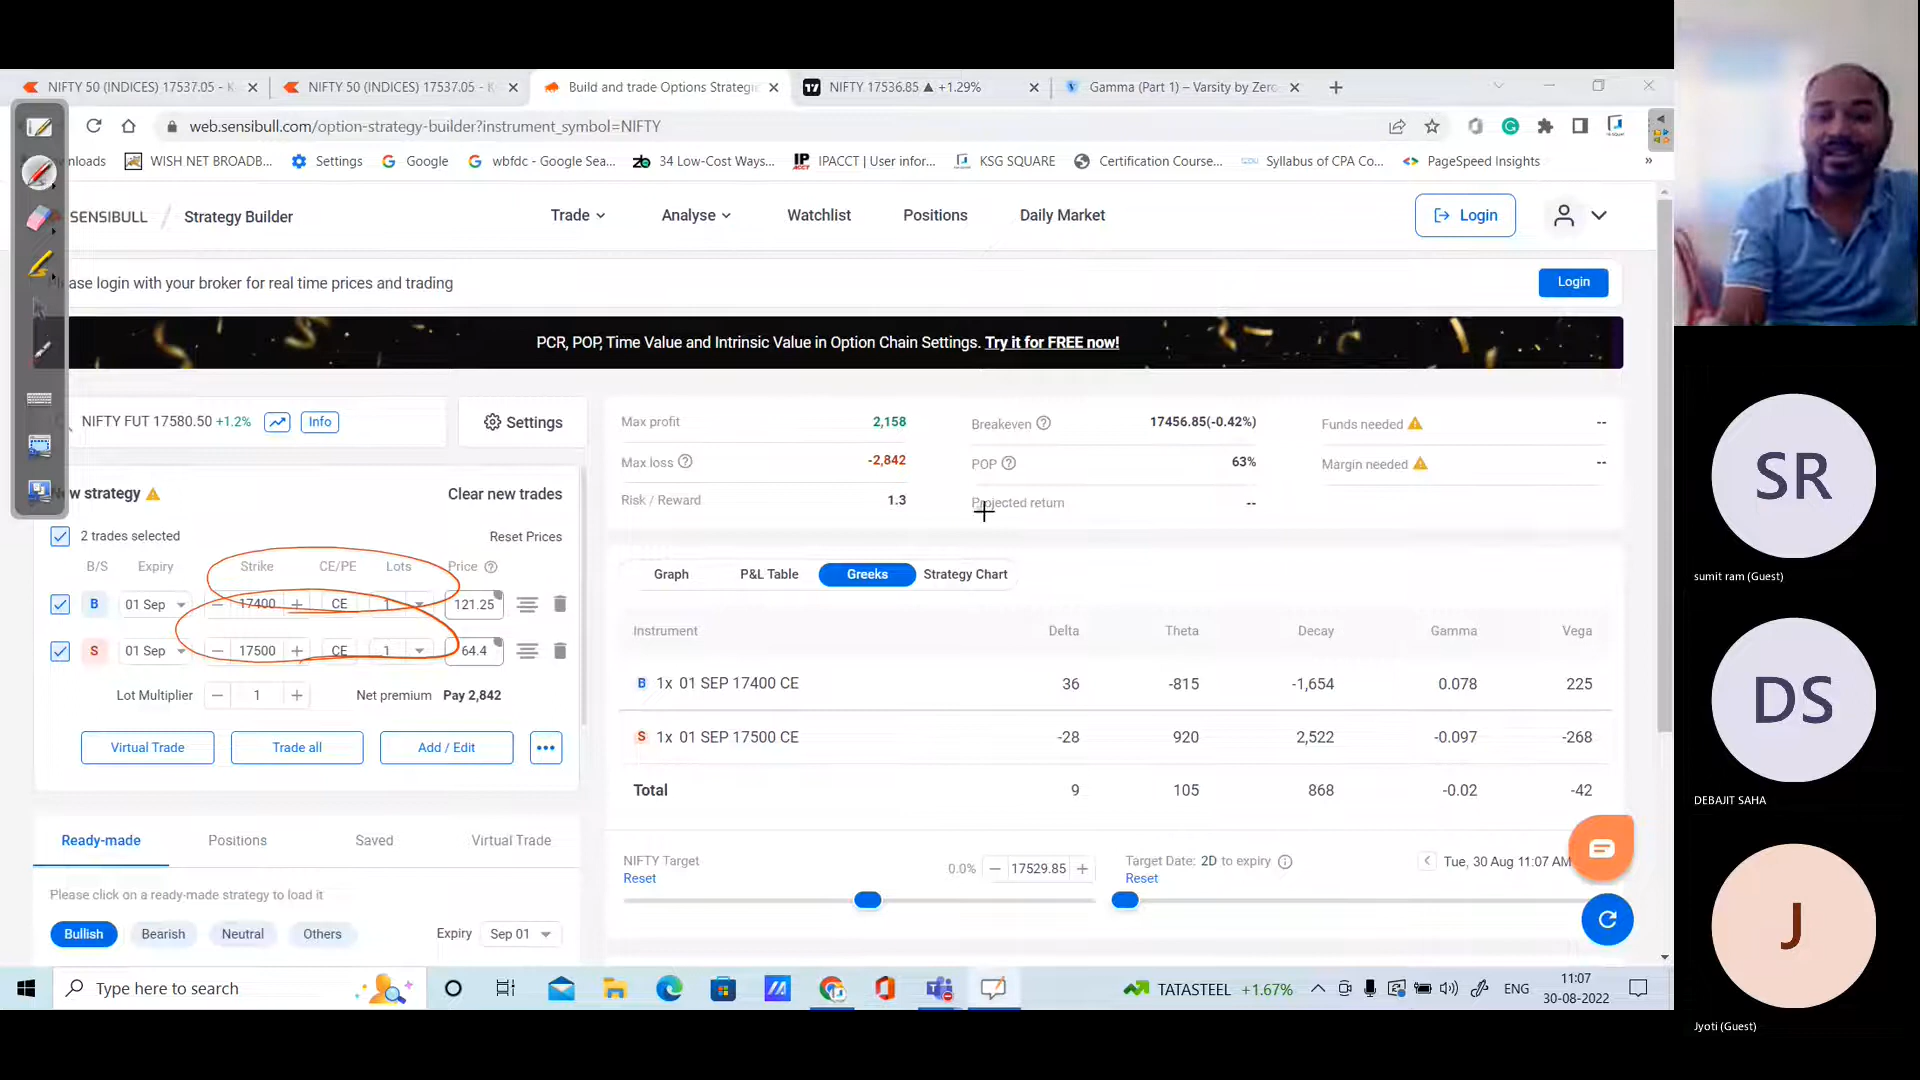 NIFTY 50 (INDICES) 17537.05 - K
NIFTY 50 (INDICES) 17537.05 - K
Build and trade Options Strategi
NIFTY 17536.85 ▲ +1.29%
Gamma (Part 1) – Varsity by Zero
web.sensibull.com/option-strategy-builder?instrument_symbol=NIFTY
nloads
WISH NET BROADB...
Settings
Google
wbfdc - Google Sea...
34 Low-Cost Ways...
IPACCT | User infor...
KSG SQUARE
Certification Course...
Syllabus of CPA Co...
PageSpeed Insights
»
SENSIBULL / Strategy Builder
Trade
Analyse
Watchlist
Positions
Daily Market
Login
ase login with your broker for real time prices and trading
Login
PCR, POP, Time Value and Intrinsic Value in Option Chain Settings. Try it for FREE now!
NIFTY FUT 17580.50 +1.2%
Info
Settings
w strategy
Clear new trades
2 trades selected
Reset Prices
B/S Expiry Strike CE/PE Lots Price
B 01 Sep − 17400 + CE 1 121.25
S 01 Sep − 17500 + CE 1 64.4
Lot Multiplier − 1 + Net premium Pay 2,842
Virtual Trade
Trade all
Add / Edit
Ready-made
Positions
Saved
Virtual Trade
Please click on a ready-made strategy to load it
Bullish
Bearish
Neutral
Others
Expiry
Sep 01
Max profit 2,158
Max loss -2,842
Risk / Reward 1.3
Breakeven 17456.85(-0.42%)
POP 63%
Projected return --
Funds needed --
Margin needed --
Graph
P&L Table
Greeks
Strategy Chart
Instrument Delta Theta Decay Gamma Vega
B 1x 01 SEP 17400 CE 36 -815 -1,654 0.078 225
S 1x 01 SEP 17500 CE -28 920 2,522 -0.097 -268
Total 9 105 868 -0.02 -42
NIFTY Target
Reset
0.0% − 17529.85 +
Target Date: 2D to expiry
Reset
Tue, 30 Aug 11:07 AM
Type here to search
TATASTEEL +1.67%
ENG
11:07
30-08-2022
SR
sumit ram (Guest)
DS
DEBAJIT SAHA
J
Jyoti (Guest)